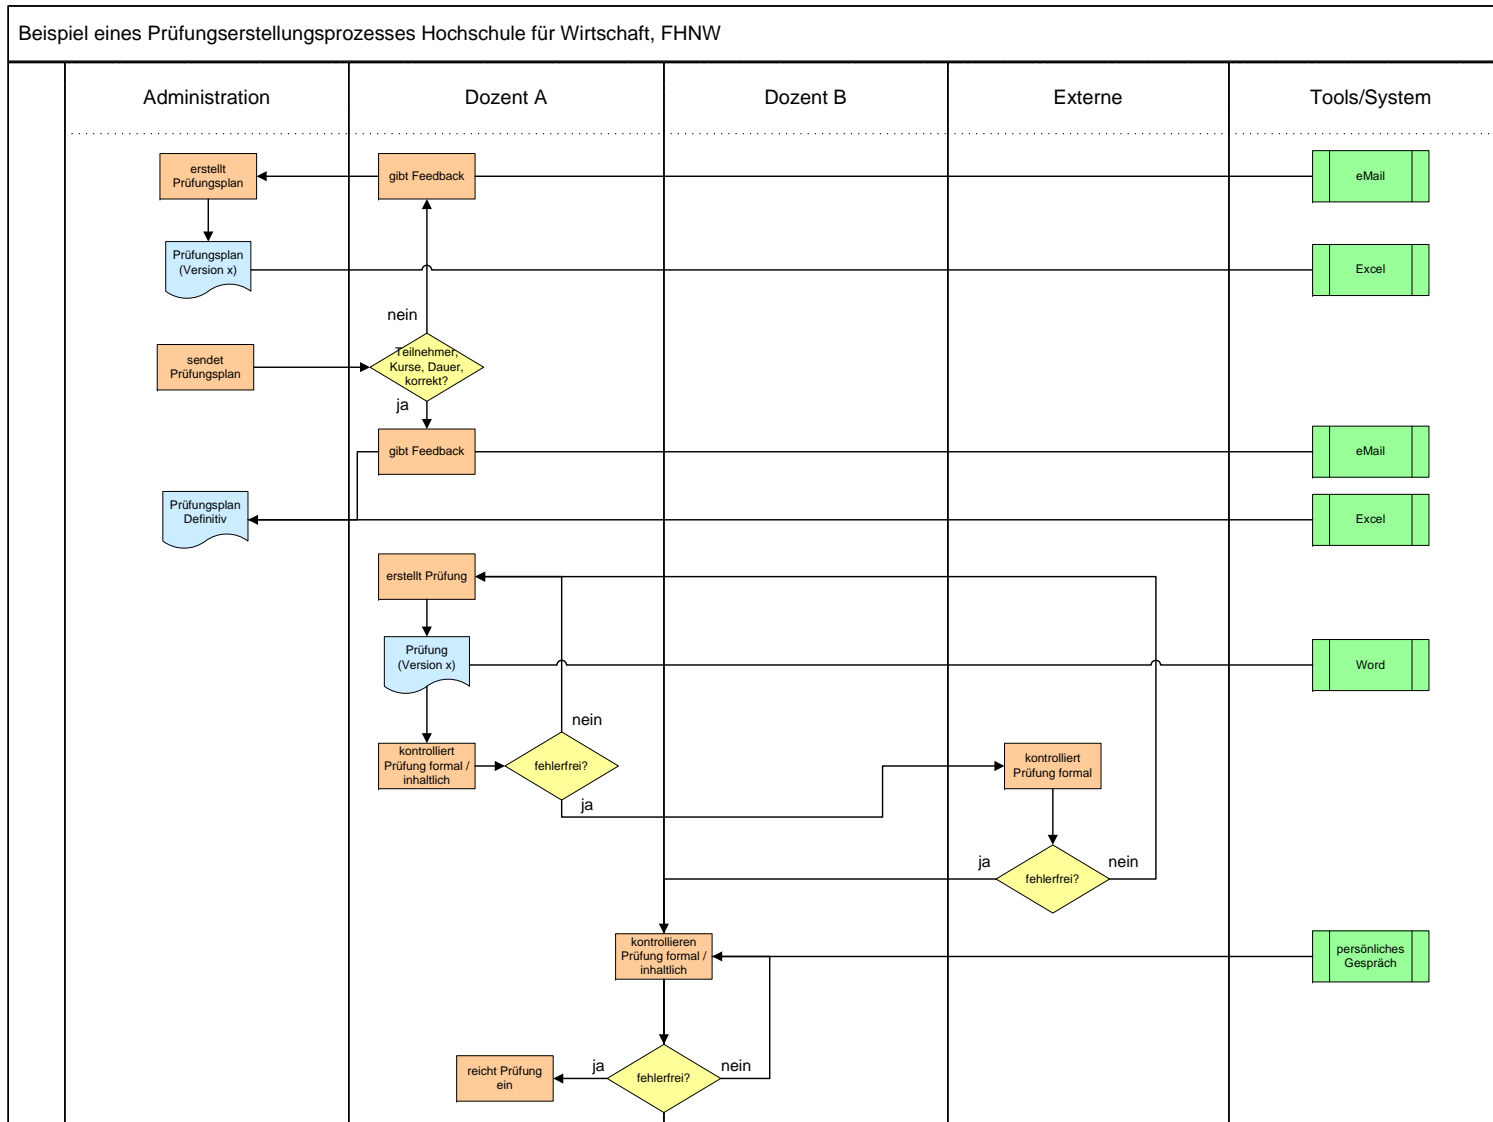 Beispiel eines Prüfungserstellungsprozesses Hochschule für Wirtschaft, FHNW
Administration
Dozent A
Dozent B
Externe
Tools/System
erstellt
Prüfungsplan
gibt Feedback
eMail
Prüfungsplan
(Version x)
Excel
nein
sendet
Prüfungsplan
Teilnehmer,
Kurse, Dauer,
korrekt?
ja
gibt Feedback
eMail
Prüfungsplan
Definitiv
Excel
erstellt Prüfung
Prüfung
(Version x)
Word
nein
kontrolliert
Prüfung formal /
inhaltlich
fehlerfrei?
kontrolliert
Prüfung formal
ja
ja
nein
fehlerfrei?
kontrollieren
Prüfung formal /
inhaltlich
persönliches
Gespräch
reicht Prüfung
ein
ja
fehlerfrei?
nein